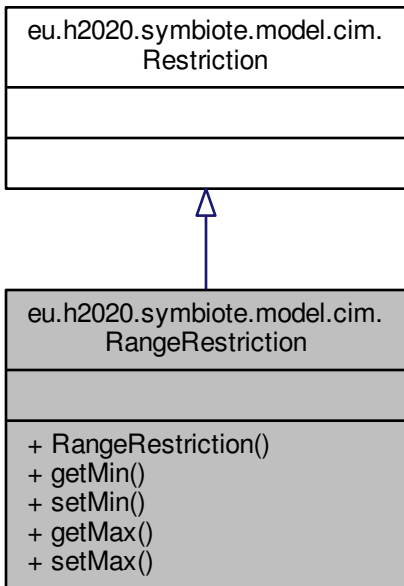 eu.h2020.symbiote.model.cim.
Restriction
eu.h2020.symbiote.model.cim.
RangeRestriction
+ RangeRestriction()
+ getMin()
+ setMin()
+ getMax()
+ setMax()